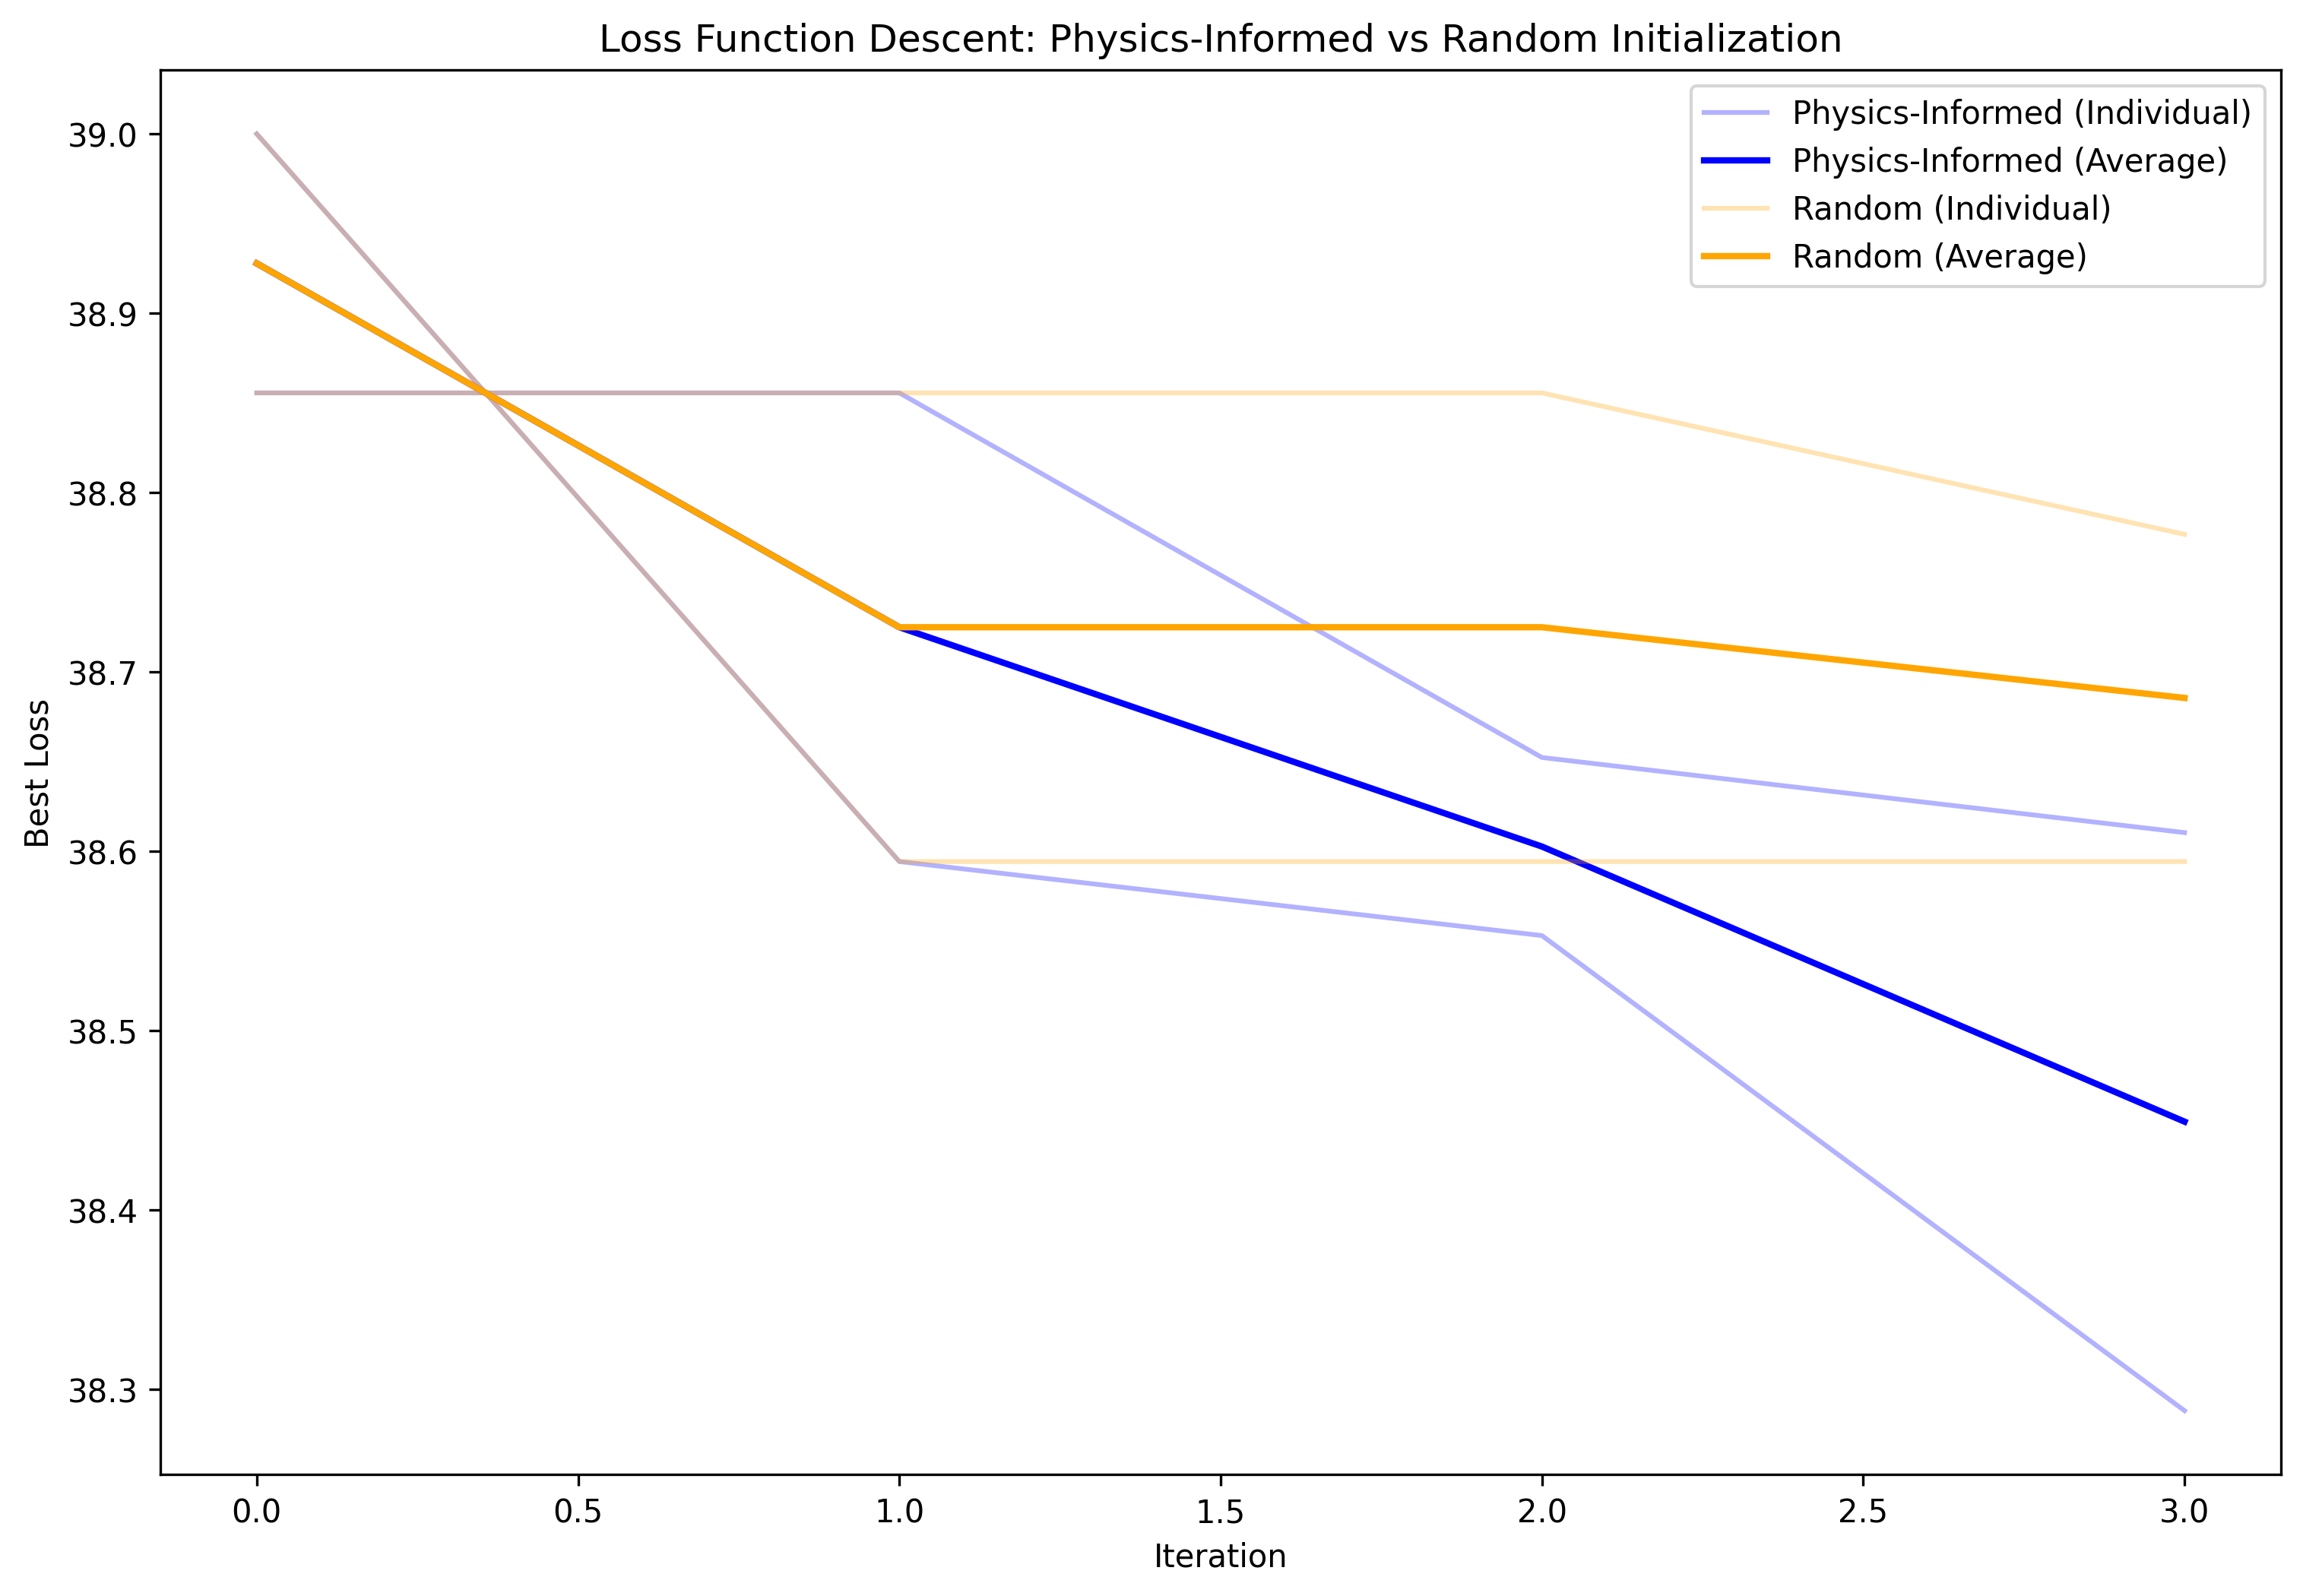 Loss Function Descent: Physics-Informed vs Random Initialization
Physics-Informed (Individual)
Physics-Informed (Average)
Random (Individual)
Random (Average)
Best Loss
39.0
38.9
38.8
38.7
38.6
38.5
38.4
38.3
0.0 0.5 1.0 1.5 2.0 2.5 3.0
Iteration